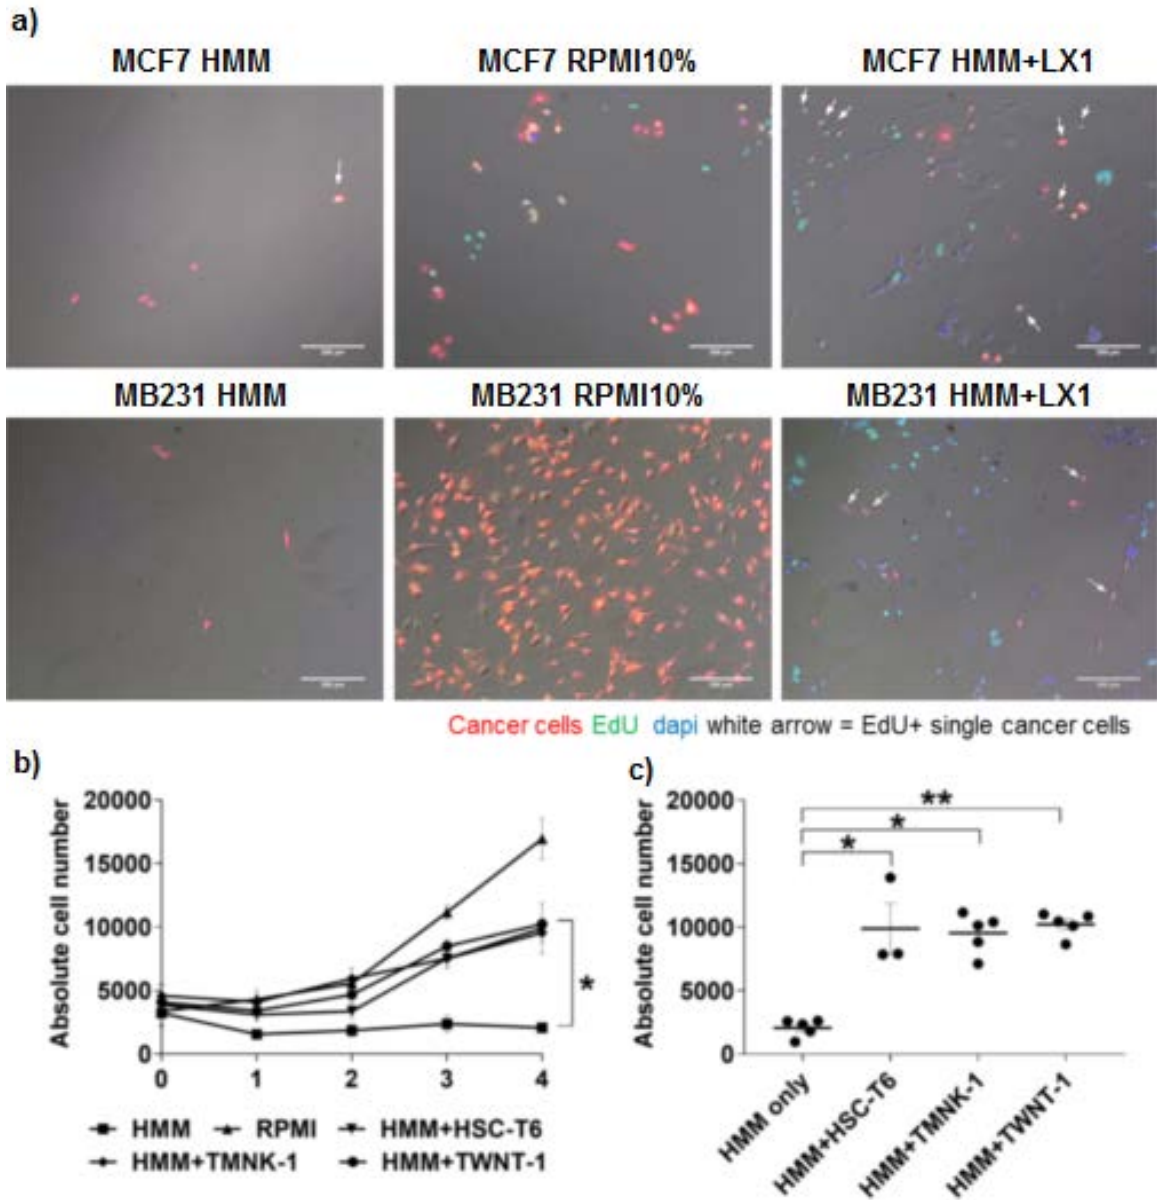 a)
MCF7 HMM MCF7 RPMI10% MCF7 HMM+LX1
MB231 HMM MB231 RPMI10% MB231 HMM+LX1
Cancer cells EdU dapi white arrow = EdU+ single cancer cells
b)
Absolute cell number
20000
15000
10000
5000
0
0 1 2 3 4
*
HMM RPMI HMM+HSC-T6
HMM+TMNK-1 HMM+TWNT-1
c)
Absolute cell number
20000
15000
10000
5000
0
**
*
*
HMM only
HMM+HSC-T6
HMM+TMNK-1
HMM+TWNT-1